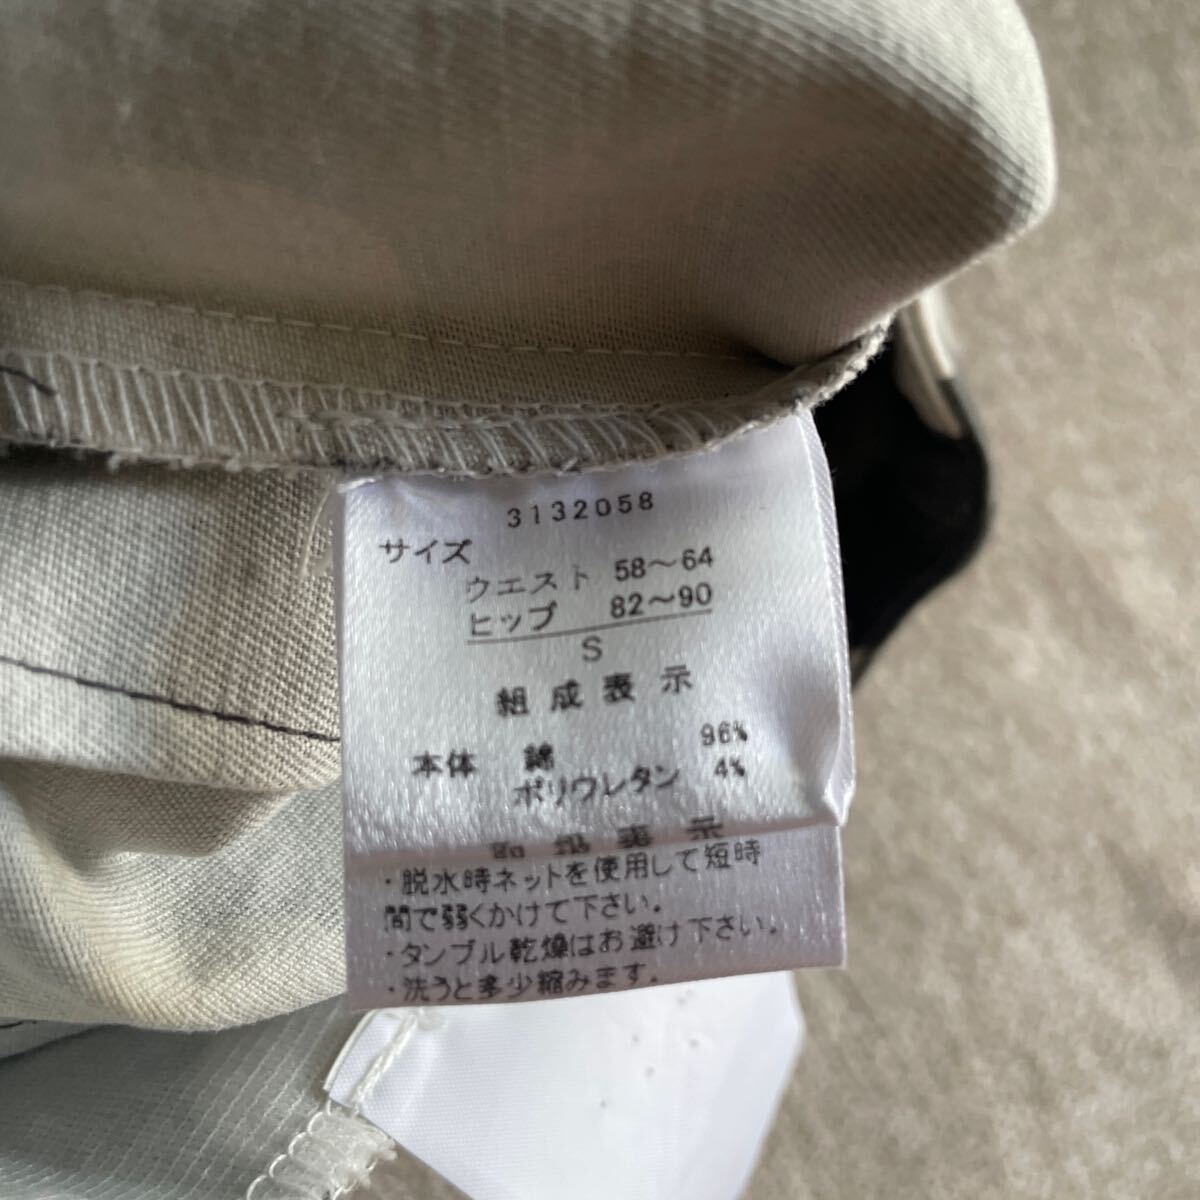 3132058
サイズ
ウエスト 58〜64
ヒップ 82〜90
S
組成表示
本体 綿 96%
ポリウレタン 4%
表示
・脱水時ネットを使用して短時
間で弱くかけて下さい。
・タンブル乾燥はお避け下さい。
・洗うと多少縮みます。